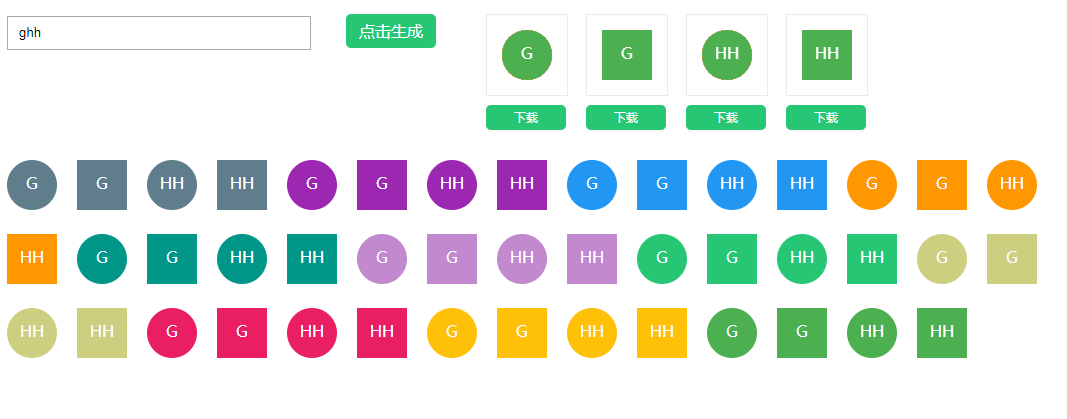 ghh 点击生成 G G HH HH
下载 下载 下载 下载
G G HH HH G G HH HH G G HH HH G G HH
HH G G HH HH G G HH HH G G HH HH G G
HH HH G G HH HH G G HH HH G G HH HH